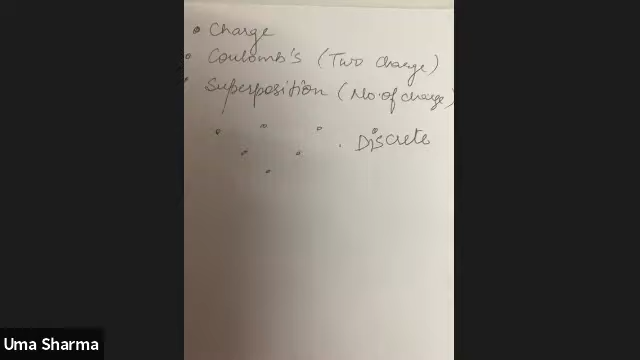 Charge
Coulomb's (Two charge)
Superposition (No. of charge)
Discrete
Uma Sharma